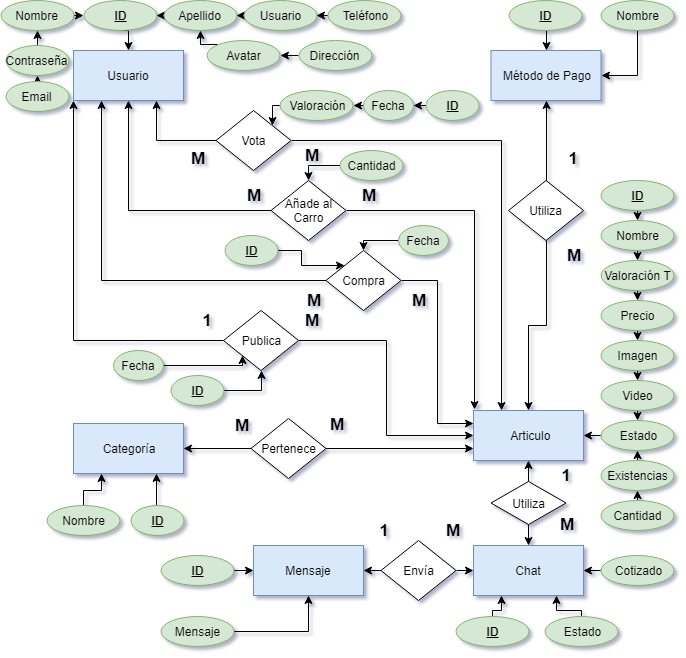 Nombre
ID
Apellido
Usuario
Teléfono
ID
Nombre
Contraseña
Avatar
Dirección
Email
Usuario
Método de Pago
Valoración
Fecha
ID
Vota
M
M
Cantidad
1
M
M
Añade al
Carro
Utiliza
ID
Nombre
Fecha
ID
M
Compra
Valoración T
M
M
Precio
1
M
Publica
Imagen
Fecha
ID
Video
M
M
Categoría
Pertenece
Articulo
Estado
Existencias
1
Nombre
ID
Utiliza
M
Cantidad
1
M
ID
Mensaje
Envía
Chat
Cotizado
Mensaje
ID
Estado